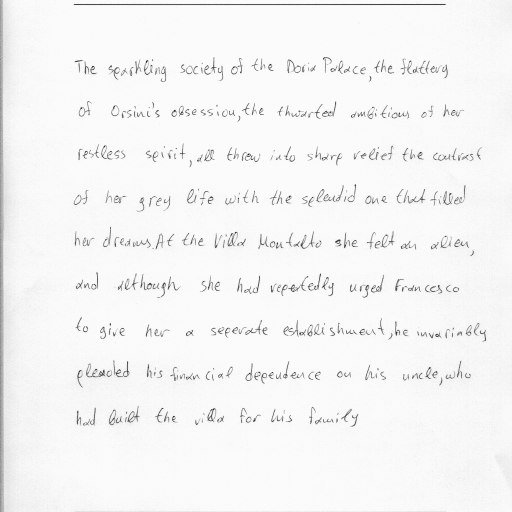 The sparkling society of the Doria Palace, the flattery
of Orsini's obsession, the thwarted ambitions of her
restless spirit, all threw into sharp relief the contrast
of her grey life with the splendid one that filled
her dreams. At the Villa Montalto she felt an alien,
and although she had repertedly urged Francesco
to give her a seperate establishment, he invariably
pleaded his financial dependence on his uncle, who
had built the villa for his family